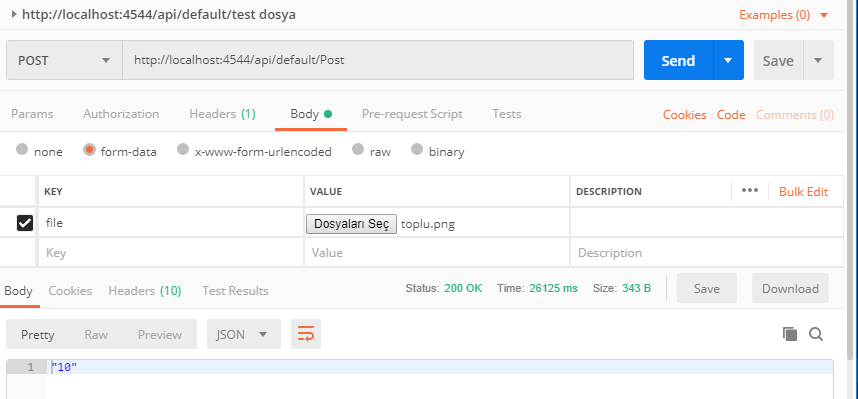 http://localhost:4544/api/default/test dosya Examples (0)
POST http://localhost:4544/api/default/Post Send Save
Params Authorization Headers (1) Body Pre-request Script Tests Cookies Code Comments (0)
none form-data x-www-form-urlencoded raw binary
KEY VALUE DESCRIPTION ••• Bulk Edit
file Dosyaları Seç toplu.png
Key Value Description
Body Cookies Headers (10) Test Results Status: 200 OK Time: 26125 ms Size: 343 B Save Download
Pretty Raw Preview JSON
1 "10"